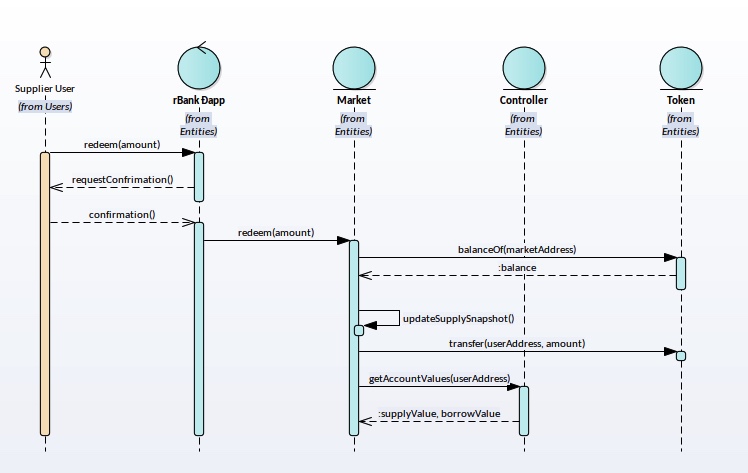 Supplier User
(from Users)
rBank Đapp
(from
Entities)
Market
(from
Entities)
Controller
(from
Entities)
Token
(from
Entities)
redeem(amount)
requestConfrimation()
confirmation()
redeem(amount)
balanceOf(marketAddress)
:balance
updateSupplySnapshot()
transfer(userAddress, amount)
getAccountValues(userAddress)
:supplyValue, borrowValue